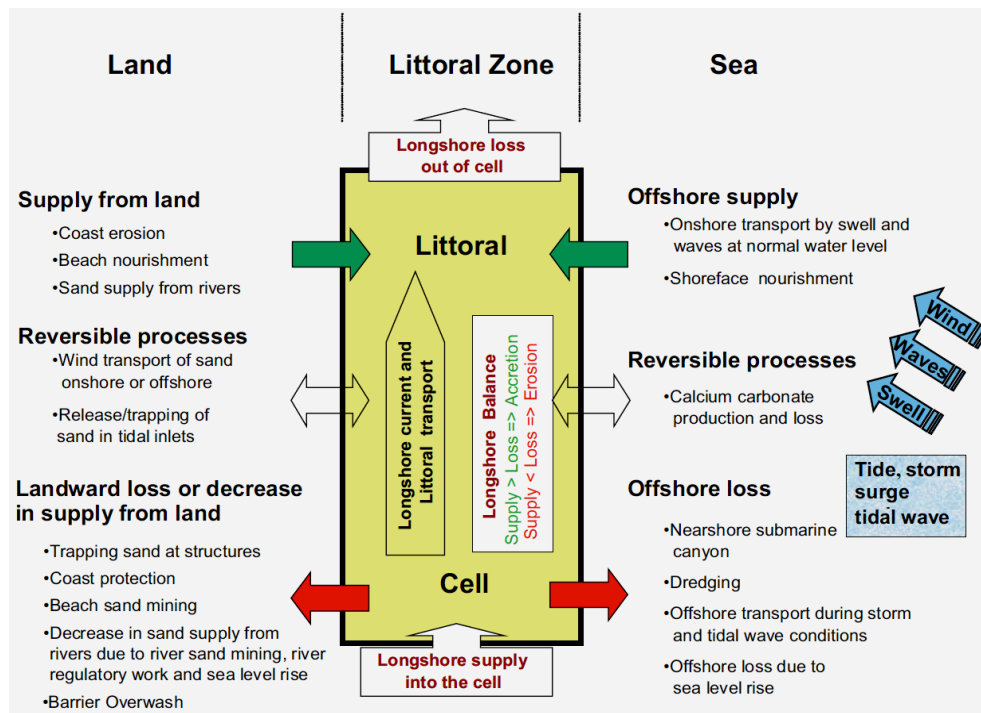 Land
Littoral Zone
Sea
Longshore loss
out of cell
Supply from land
•Coast erosion
•Beach nourishment
•Sand supply from rivers
Reversible processes
•Wind transport of sand
onshore or offshore
•Release/trapping of
sand in tidal inlets
Landward loss or decrease
in supply from land
•Trapping sand at structures
•Coast protection
•Beach sand mining
•Decrease in sand supply from
rivers due to river sand mining, river
regulatory work and sea level rise
•Barrier Overwash
Littoral
Longshore current and
Littoral transport
Longshore Balance
Supply > Loss => Accretion
Supply < Loss => Erosion
Cell
Longshore supply
into the cell
Offshore supply
•Onshore transport by swell and
waves at normal water level
•Shoreface nourishment
Reversible processes
•Calcium carbonate
production and loss
Offshore loss
•Nearshore submarine
canyon
•Dredging
•Offshore transport during storm
and tidal wave conditions
•Offshore loss due to
sea level rise
Wind
Waves
Swell
Tide, storm
surge
tidal wave